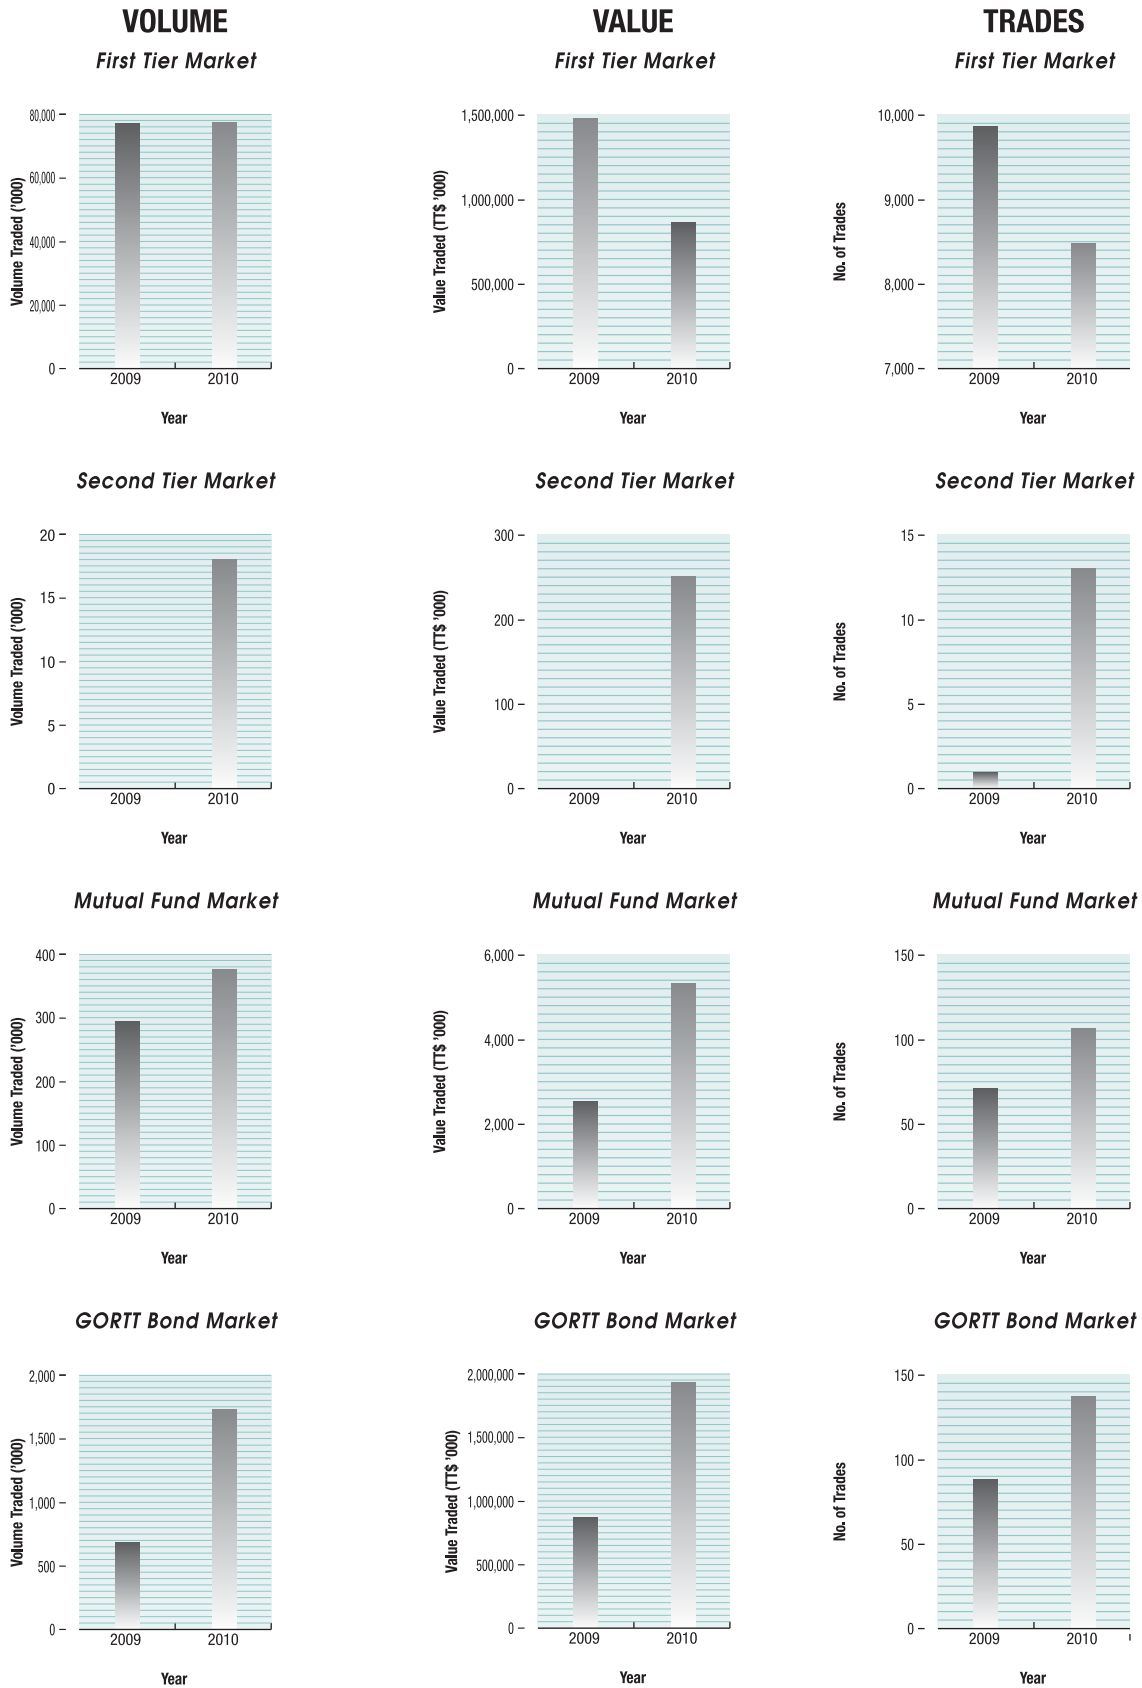 VOLUME
First Tier Market
80,000
60,000
40,000
20,000
0
Volume Traded ('000)
2009
2010
Year
Second Tier Market
20
15
10
5
0
Volume Traded ('000)
2009
2010
Year
Mutual Fund Market
400
300
200
100
0
Volume Traded ('000)
2009
2010
Year
GORTT Bond Market
2,000
1,500
1,000
500
0
Volume Traded ('000)
2009
2010
Year
VALUE
First Tier Market
1,500,000
1,000,000
500,000
0
Value Traded (TT$ '000)
2009
2010
Year
Second Tier Market
300
200
100
0
Value Traded (TT$ '000)
2009
2010
Year
Mutual Fund Market
6,000
4,000
2,000
0
Value Traded (TT$ '000)
2009
2010
Year
GORTT Bond Market
2,000,000
1,500,000
1,000,000
500,000
0
Value Traded (TT$ '000)
2009
2010
Year
TRADES
First Tier Market
10,000
9,000
8,000
7,000
No. of Trades
2009
2010
Year
Second Tier Market
15
10
5
0
No. of Trades
2009
2010
Year
Mutual Fund Market
150
100
50
0
No. of Trades
2009
2010
Year
GORTT Bond Market
150
100
50
0
No. of Trades
2009
2010
Year